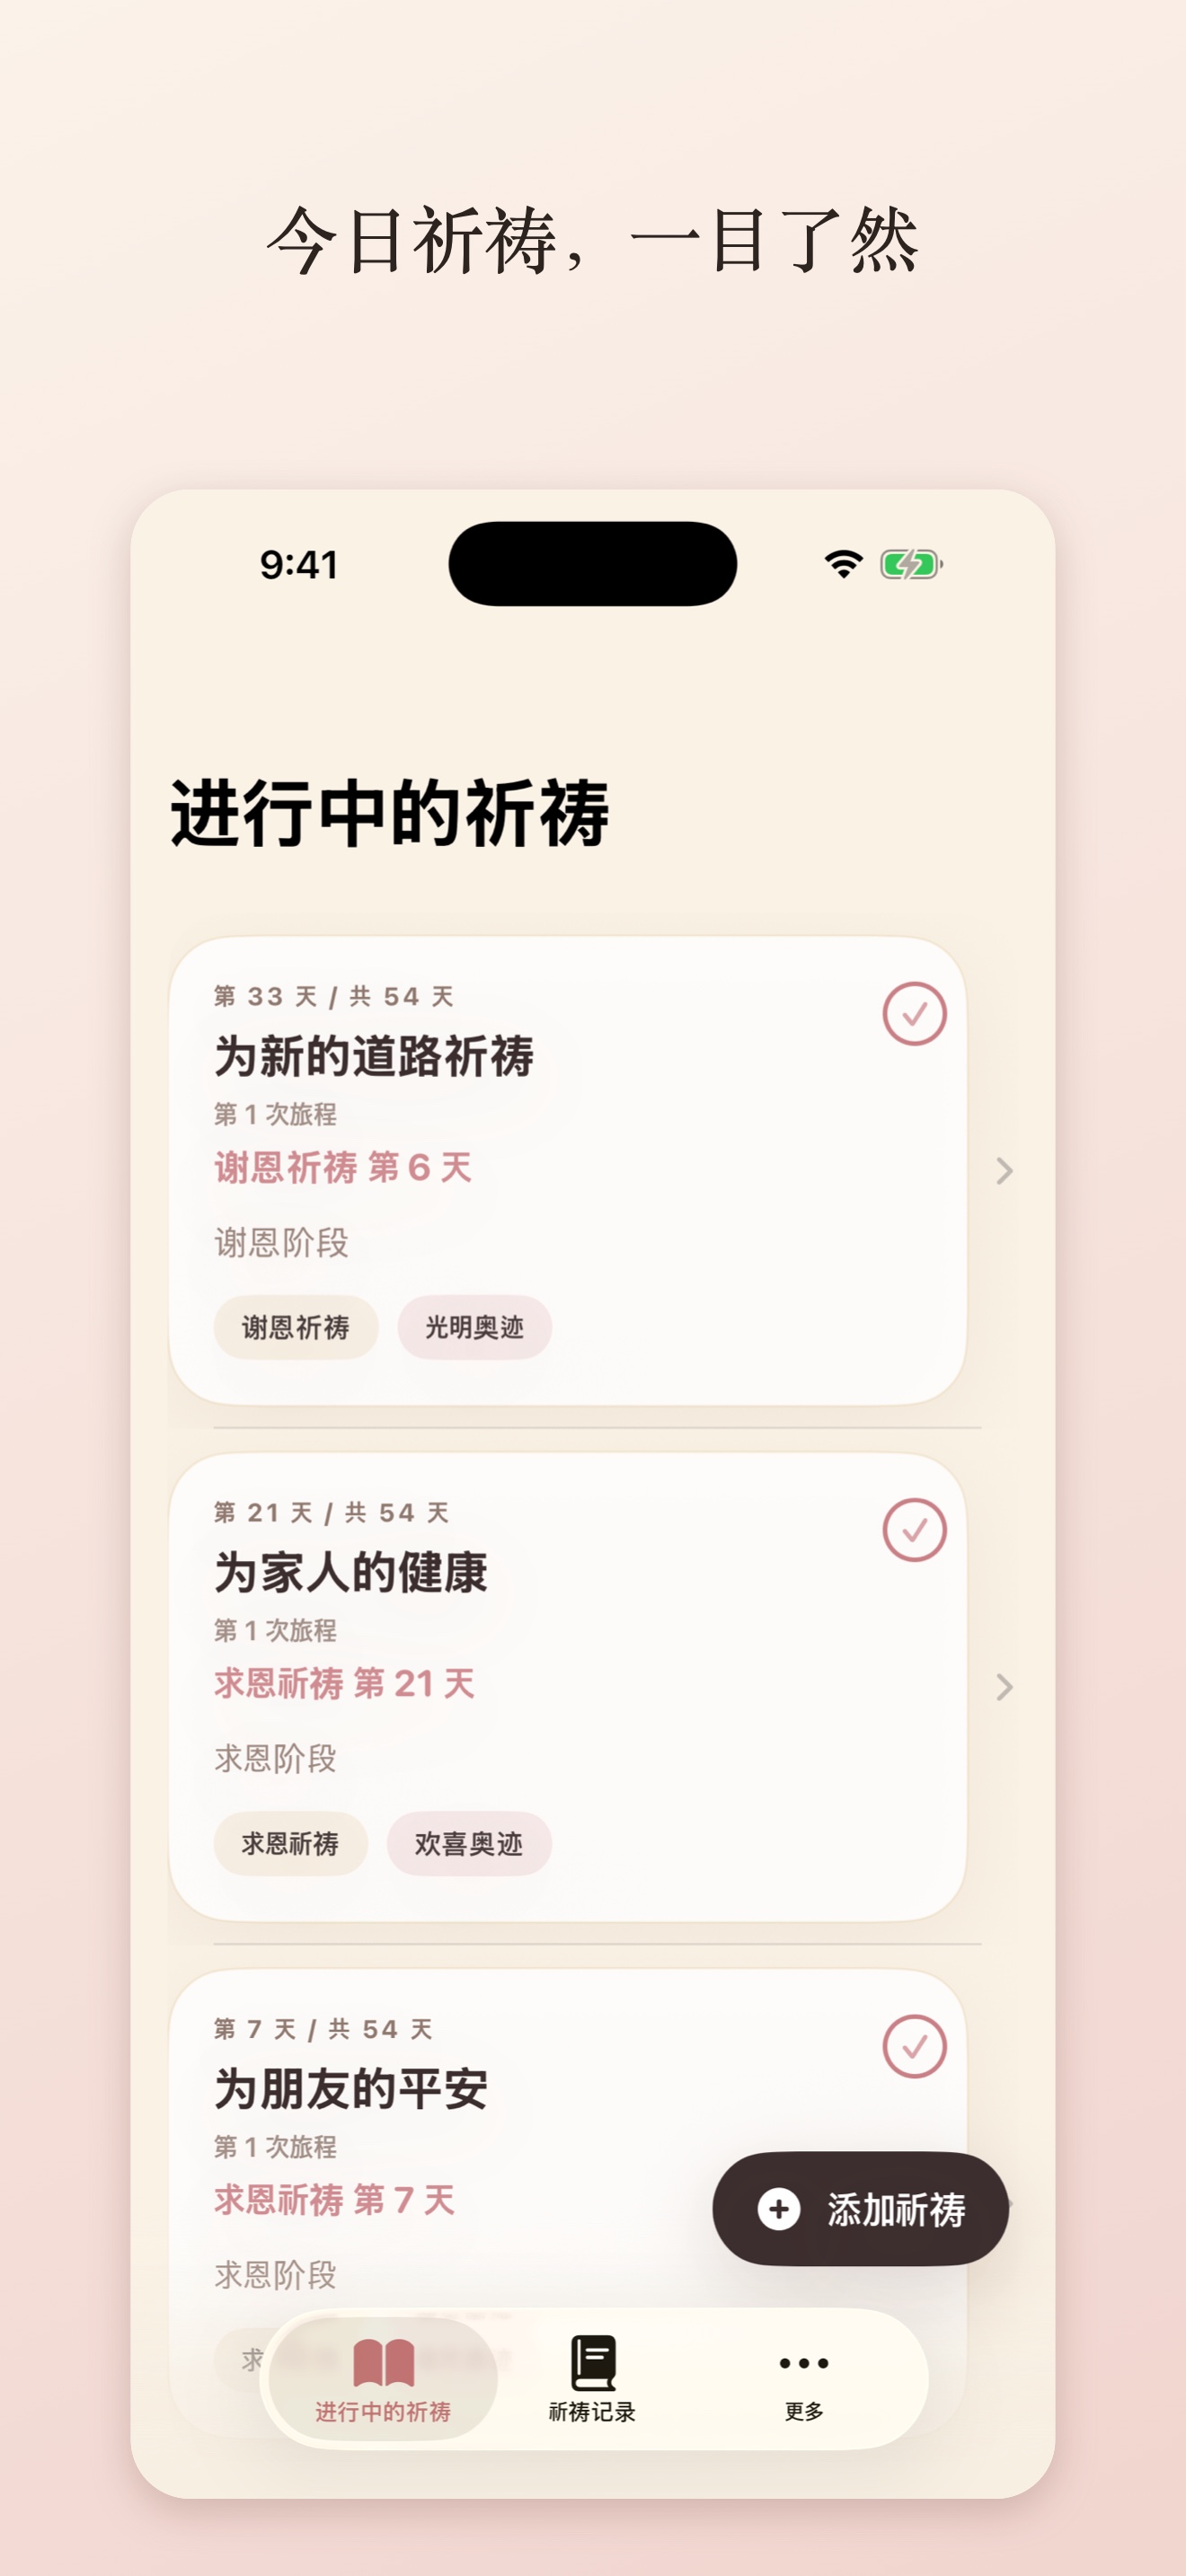 今日祈祷，一目了然
9:41
进行中的祈祷
第 33 天 / 共 54 天
为新的道路祈祷
第 1 次旅程
谢恩祈祷 第 6 天
谢恩阶段
谢恩祈祷 光明奥迹
第 21 天 / 共 54 天
为家人的健康
第 1 次旅程
求恩祈祷 第 21 天
求恩阶段
求恩祈祷 欢喜奥迹
第 7 天 / 共 54 天
为朋友的平安
第 1 次旅程
求恩祈祷 第 7 天
添加祈祷
求恩阶段
求
进行中的祈祷 祈祷记录 更多